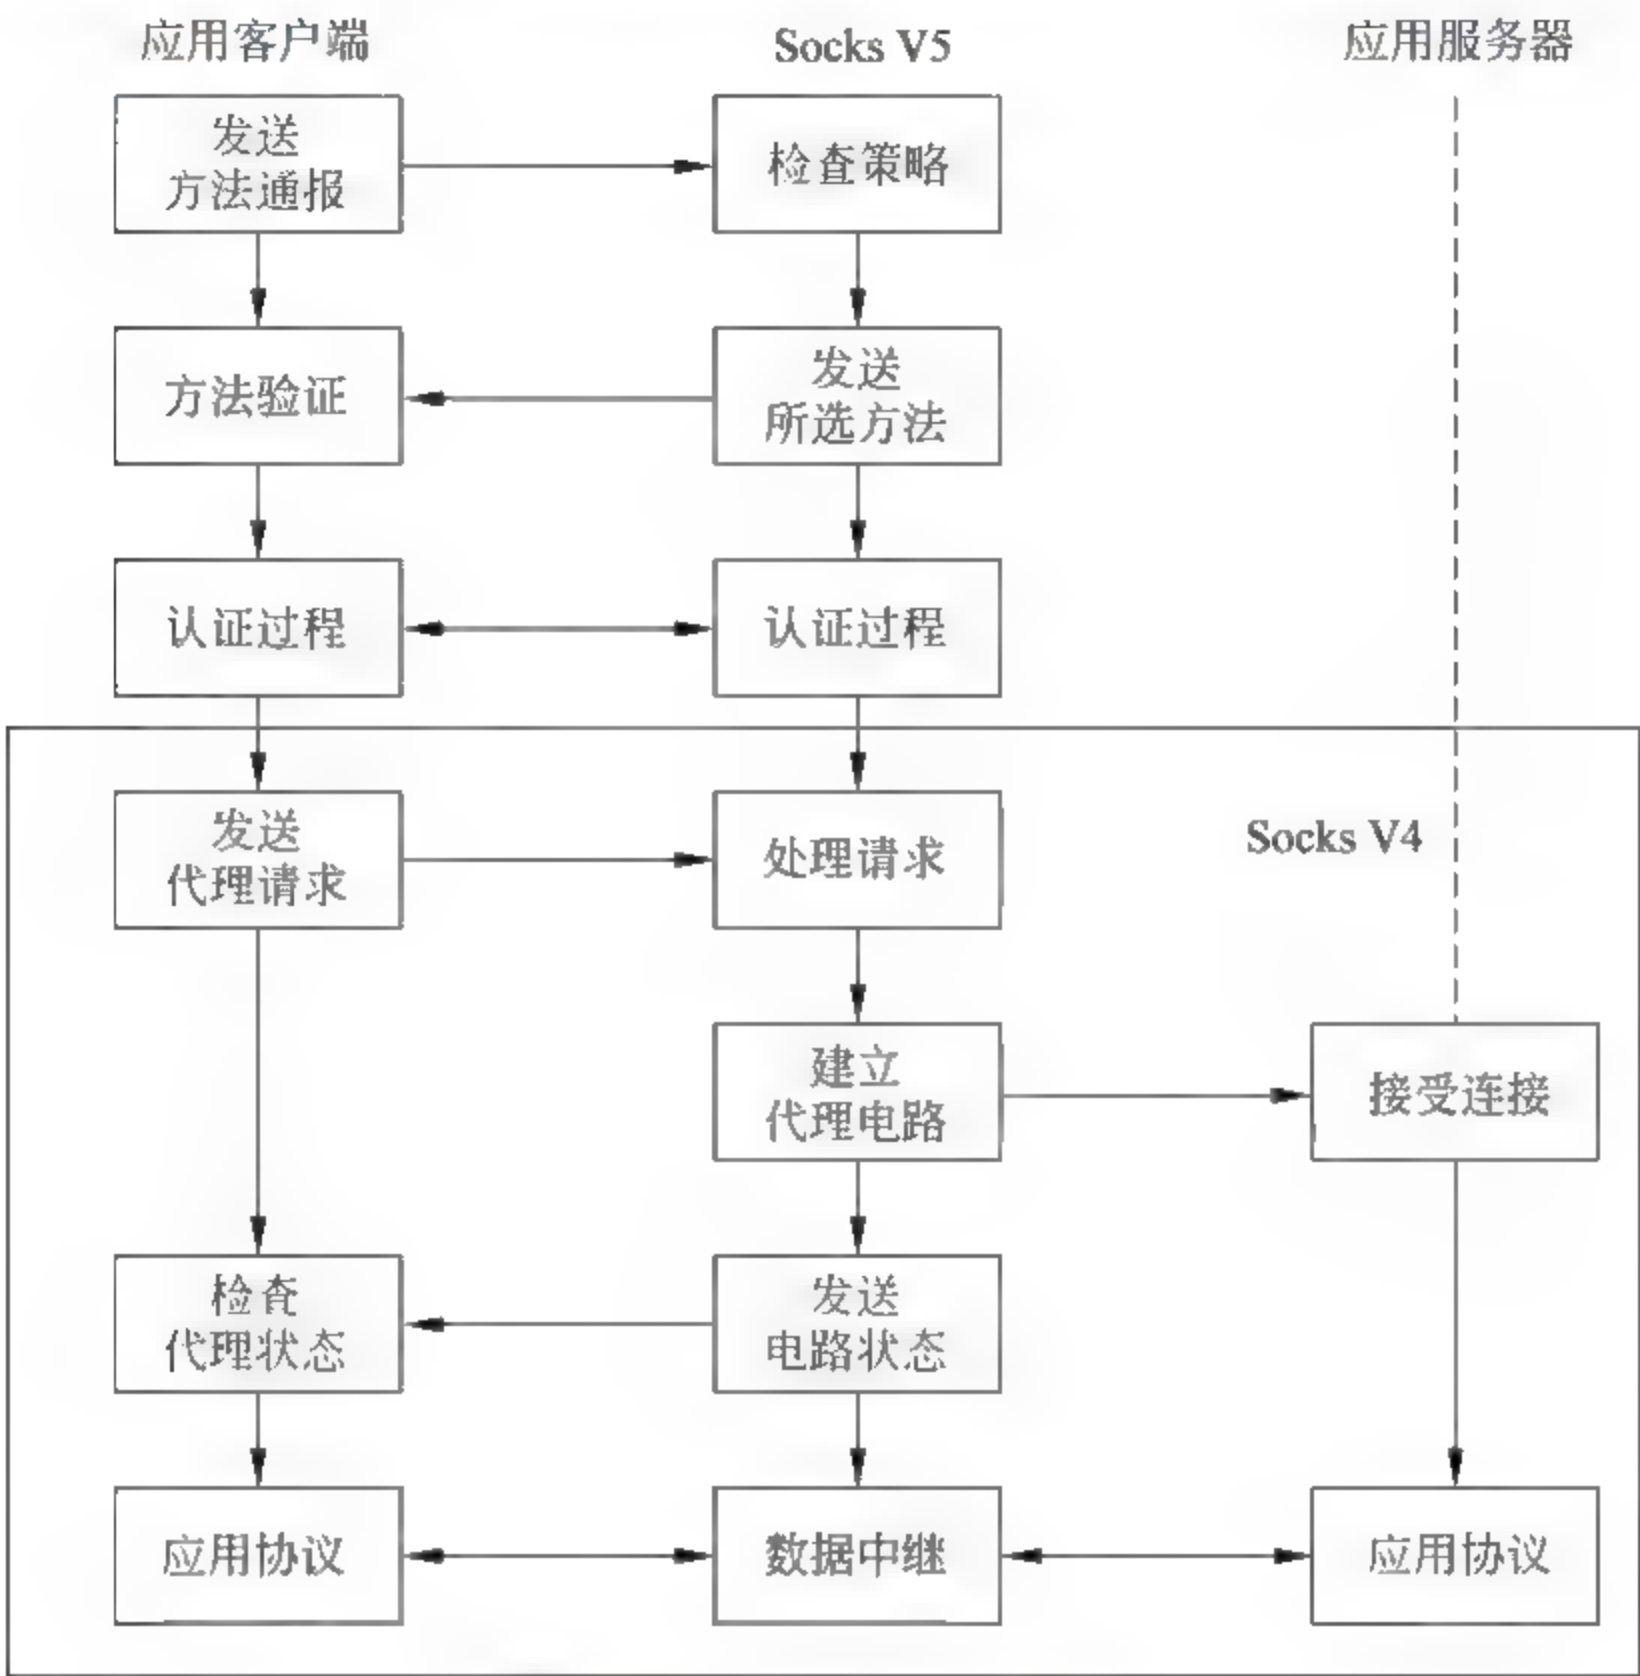 应用客户端
Socks V5
应用服务器
发送
方法通报
检查策略
方法验证
发送
所选方法
认证过程
认证过程
发送
代理请求
处理请求
Socks V4
建立
代理电路
接受连接
检查
代理状态
发送
电路状态
应用协议
数据中继
应用协议